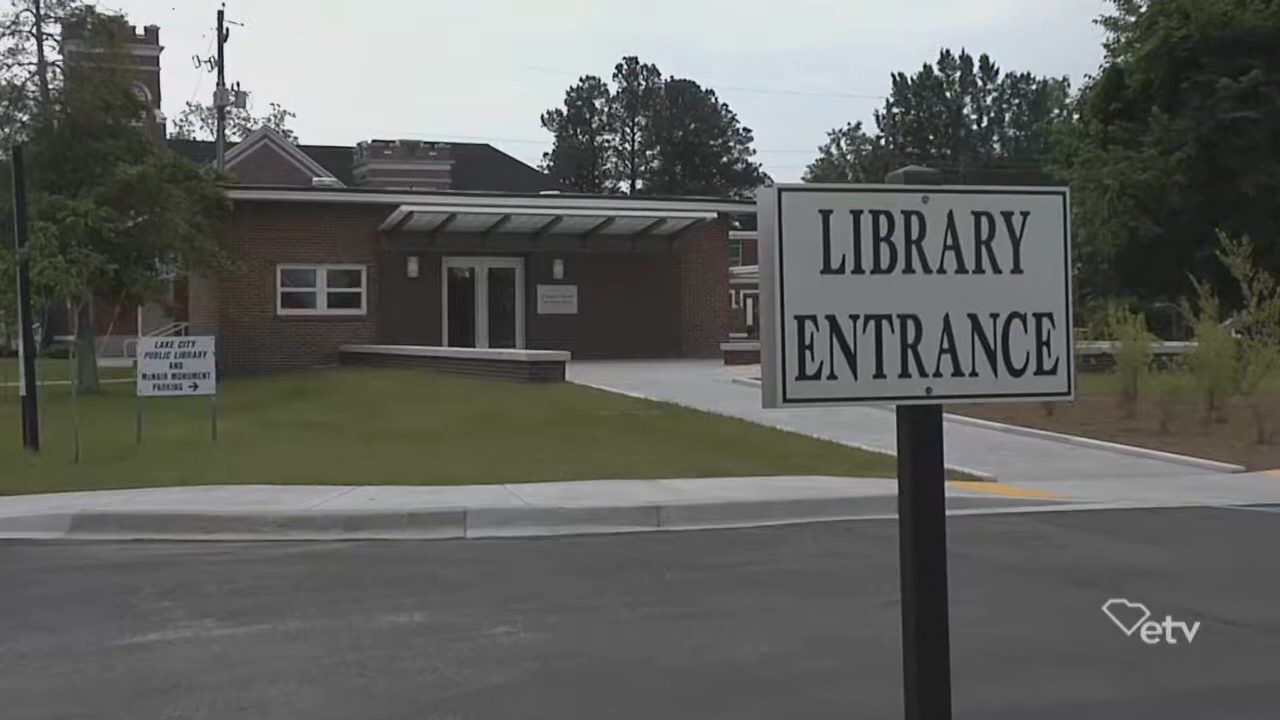 LIBRARY
ENTRANCE
LAKE CITY
PUBLIC LIBRARY
AND
McNAIR MONUMENT
PARKING →
etv